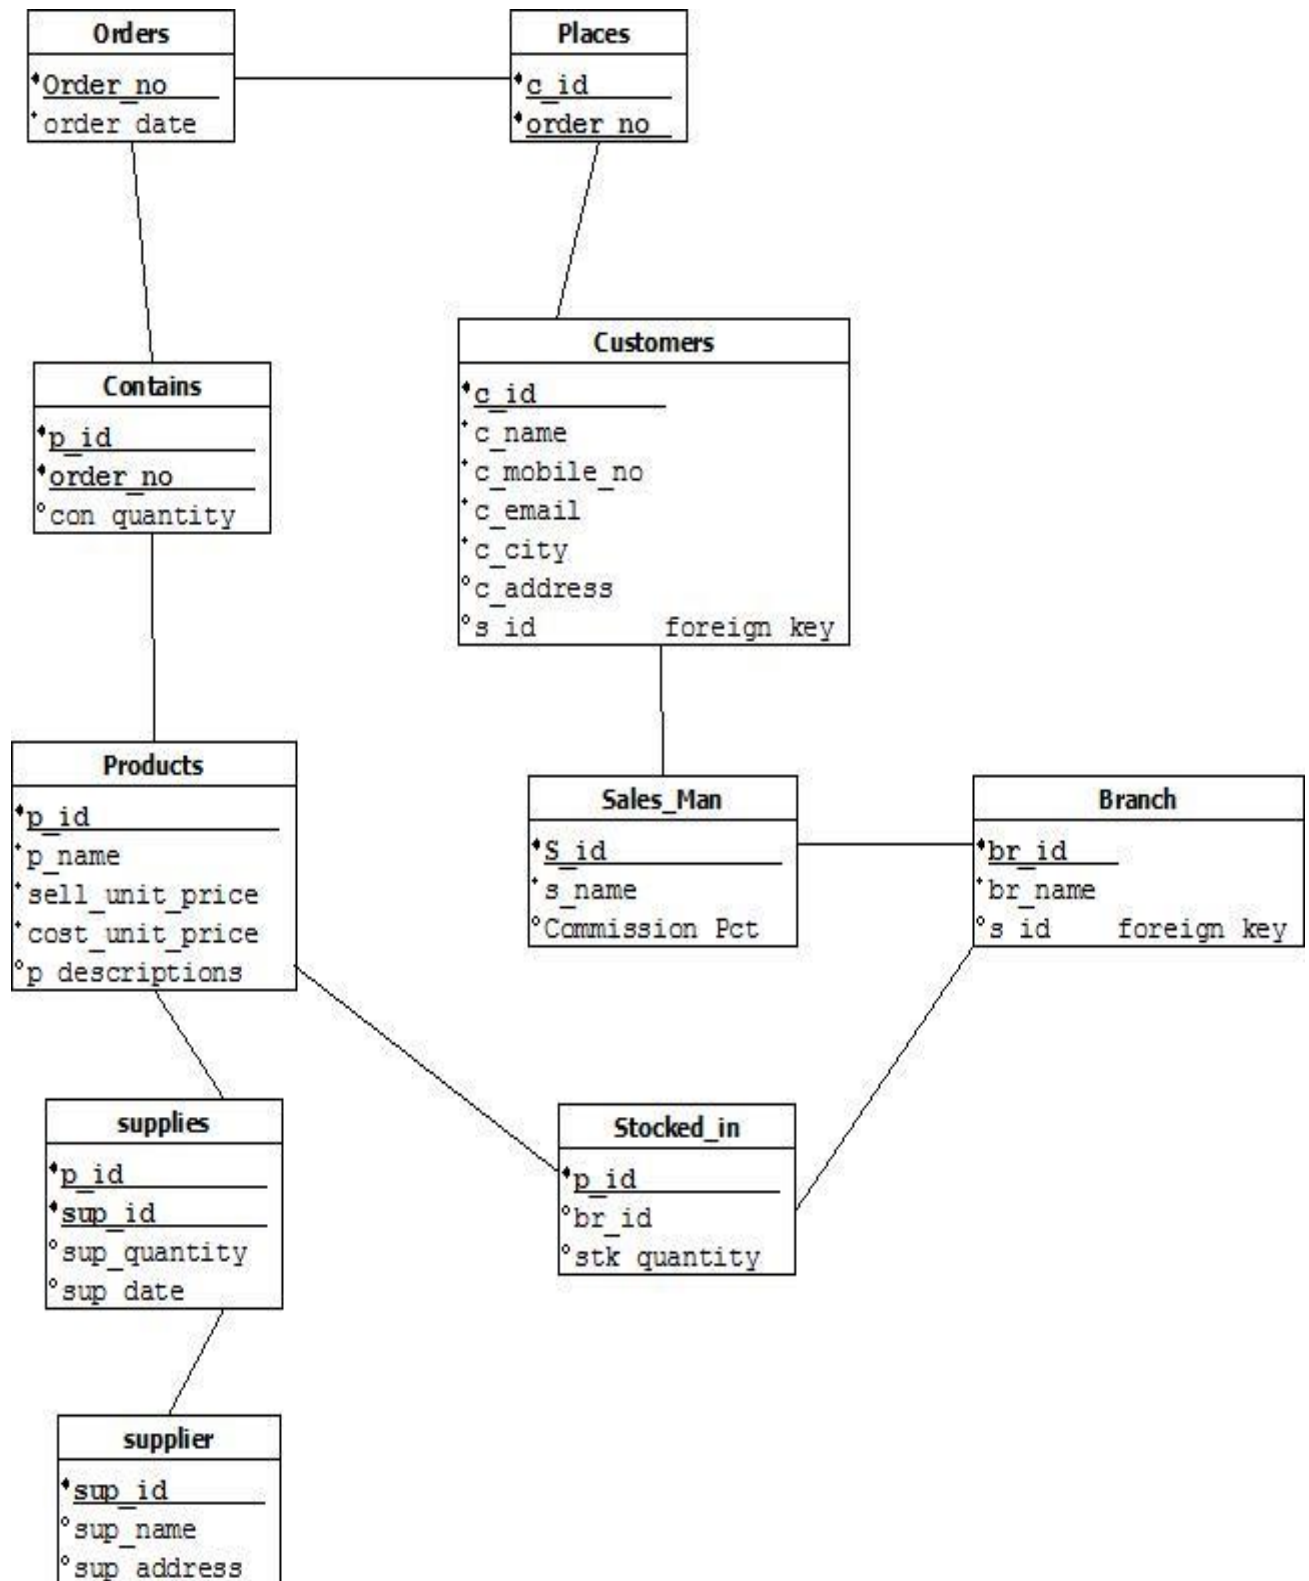 Orders
Order_no
order date
Places
c_id
order no
Customers
c_id
c_name
c_mobile_no
c_email
c_city
c_address
s id foreign key
Contains
p_id
order_no
con quantity
Products
p_id
p_name
sell_unit_price
cost_unit_price
p descriptions
Sales_Man
S_id
s_name
Commission Pct
Branch
br_id
br_name
s id foreign key
supplies
p_id
sup_id
sup_quantity
sup date
Stocked_in
p_id
br_id
stk quantity
supplier
sup_id
sup_name
sup address